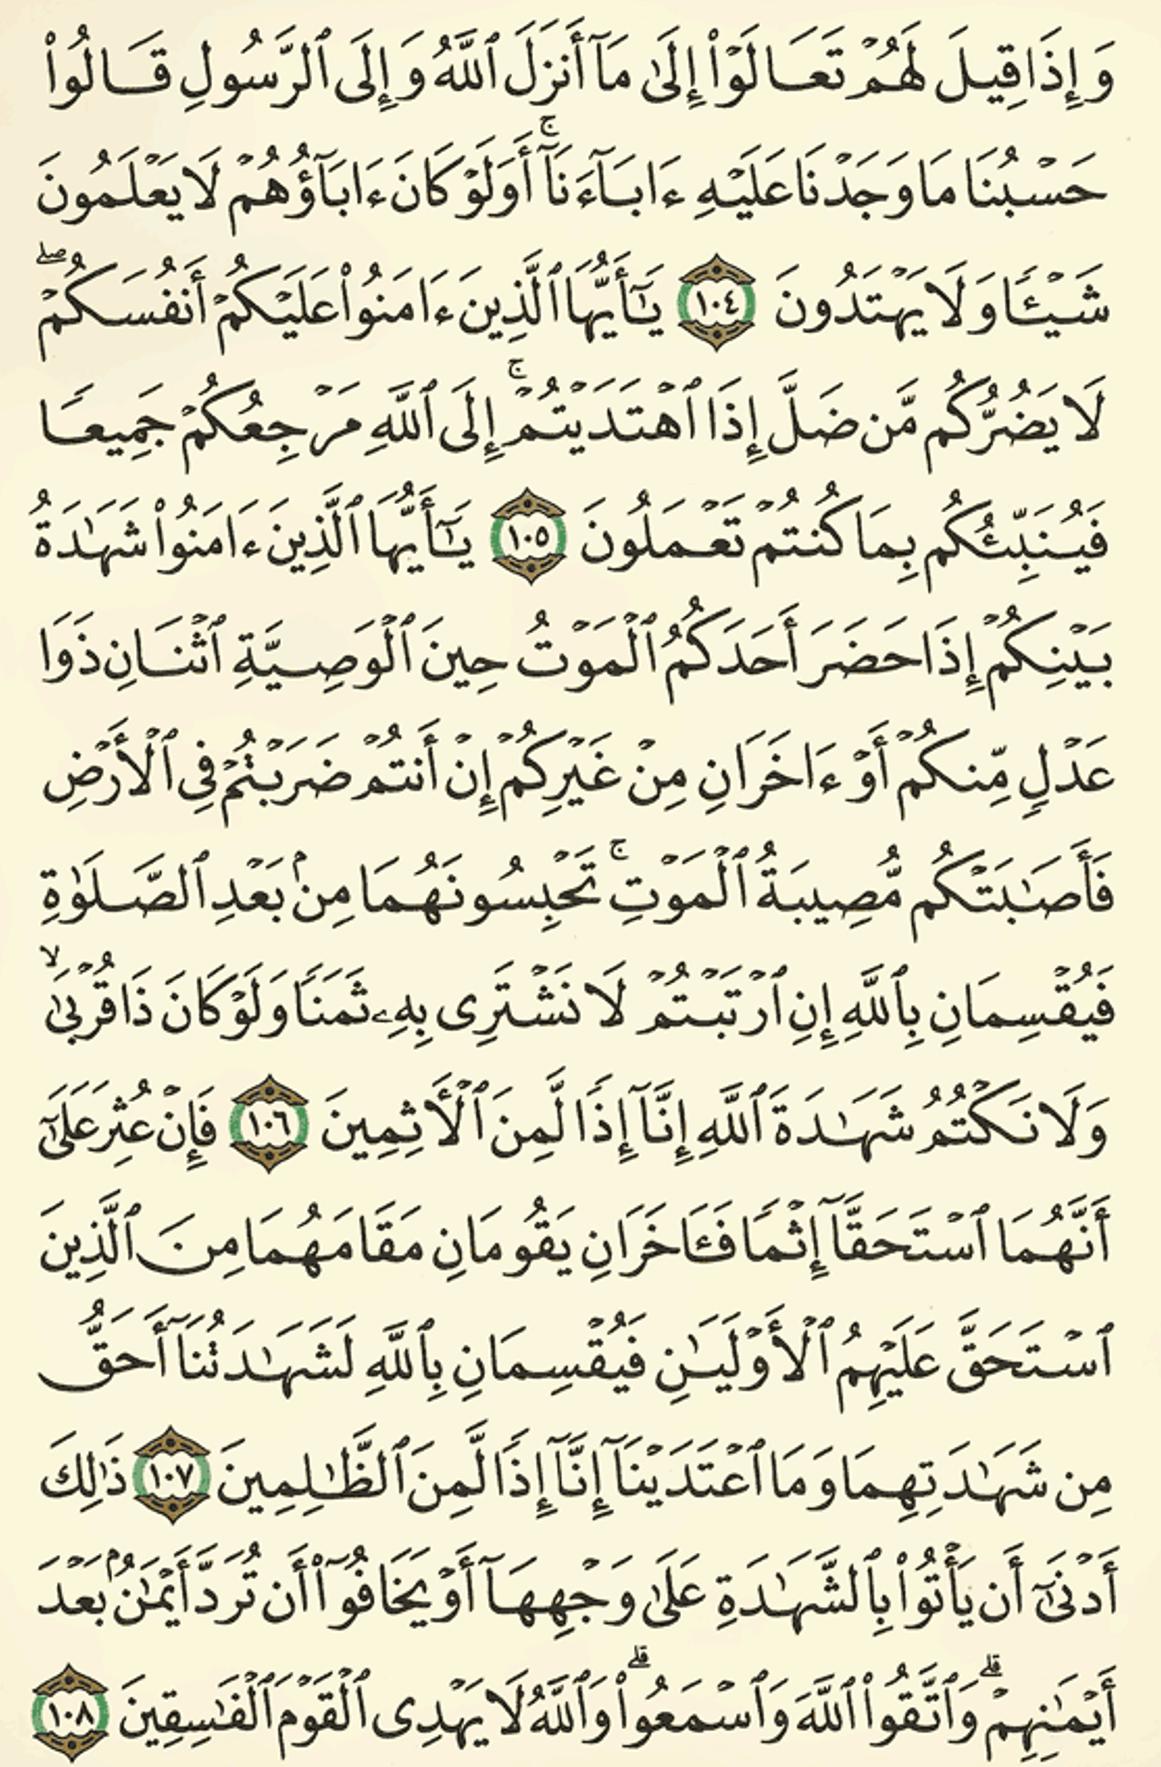 وَإِذَا قِيلَ لَهُمۡ تَعَالَوۡاْ إِلَىٰ مَآ أَنزَلَ ٱللَّهُ وَإِلَى ٱلرَّسُولِ قَالُواْ
حَسۡبُنَا مَا وَجَدۡنَا عَلَيۡهِ ءَابَآءَنَآۚ أَوَلَوۡ كَانَ ءَابَآؤُهُمۡ لَا يَعۡلَمُونَ
شَيۡـٔٗا وَلَا يَهۡتَدُونَ ١٠٤ يَـٰٓأَيُّهَا ٱلَّذِينَ ءَامَنُواْ عَلَيۡكُمۡ أَنفُسَكُمۡۖ
لَا يَضُرُّكُم مَّن ضَلَّ إِذَا ٱهۡتَدَيۡتُمۡۚ إِلَى ٱللَّهِ مَرۡجِعُكُمۡ جَمِيعٗا
فَيُنَبِّئُكُم بِمَا كُنتُمۡ تَعۡمَلُونَ ١٠٥ يَـٰٓأَيُّهَا ٱلَّذِينَ ءَامَنُواْ شَهَٰدَةُ
بَيۡنِكُمۡ إِذَا حَضَرَ أَحَدَكُمُ ٱلۡمَوۡتُ حِينَ ٱلۡوَصِيَّةِ ٱثۡنَانِ ذَوَا
عَدۡلٖ مِّنكُمۡ أَوۡ ءَاخَرَانِ مِنۡ غَيۡرِكُمۡ إِنۡ أَنتُمۡ ضَرَبۡتُمۡ فِي ٱلۡأَرۡضِ
فَأَصَٰبَتۡكُم مُّصِيبَةُ ٱلۡمَوۡتِۚ تَحۡبِسُونَهُمَا مِنۢ بَعۡدِ ٱلصَّلَوٰةِ
فَيُقۡسِمَانِ بِٱللَّهِ إِنِ ٱرۡتَبۡتُمۡ لَا نَشۡتَرِي بِهِۦ ثَمَنٗا وَلَوۡ كَانَ ذَا قُرۡبَىٰۙ
وَلَا نَكۡتُمُ شَهَٰدَةَ ٱللَّهِ إِنَّآ إِذٗا لَّمِنَ ٱلۡأٓثِمِينَ ١٠٦ فَإِنۡ عُثِرَ عَلَىٰٓ
أَنَّهُمَا ٱسۡتَحَقَّآ إِثۡمٗا فَـَٔاخَرَانِ يَقُومَانِ مَقَامَهُمَا مِنَ ٱلَّذِينَ
ٱسۡتَحَقَّ عَلَيۡهِمُ ٱلۡأَوۡلَيَٰنِ فَيُقۡسِمَانِ بِٱللَّهِ لَشَهَٰدَتُنَآ أَحَقُّ
مِن شَهَٰدَتِهِمَا وَمَا ٱعۡتَدَيۡنَآ إِنَّآ إِذٗا لَّمِنَ ٱلظَّٰلِمِينَ ١٠٧ ذَٰلِكَ
أَدۡنَىٰٓ أَن يَأۡتُواْ بِٱلشَّهَٰدَةِ عَلَىٰ وَجۡهِهَآ أَوۡ يَخَافُوٓاْ أَن تُرَدَّ أَيۡمَٰنُۢ بَعۡدَ
أَيۡمَٰنِهِمۡۗ وَٱتَّقُواْ ٱللَّهَ وَٱسۡمَعُواْۗ وَٱللَّهُ لَا يَهۡدِي ٱلۡقَوۡمَ ٱلۡفَٰسِقِينَ ١٠٨